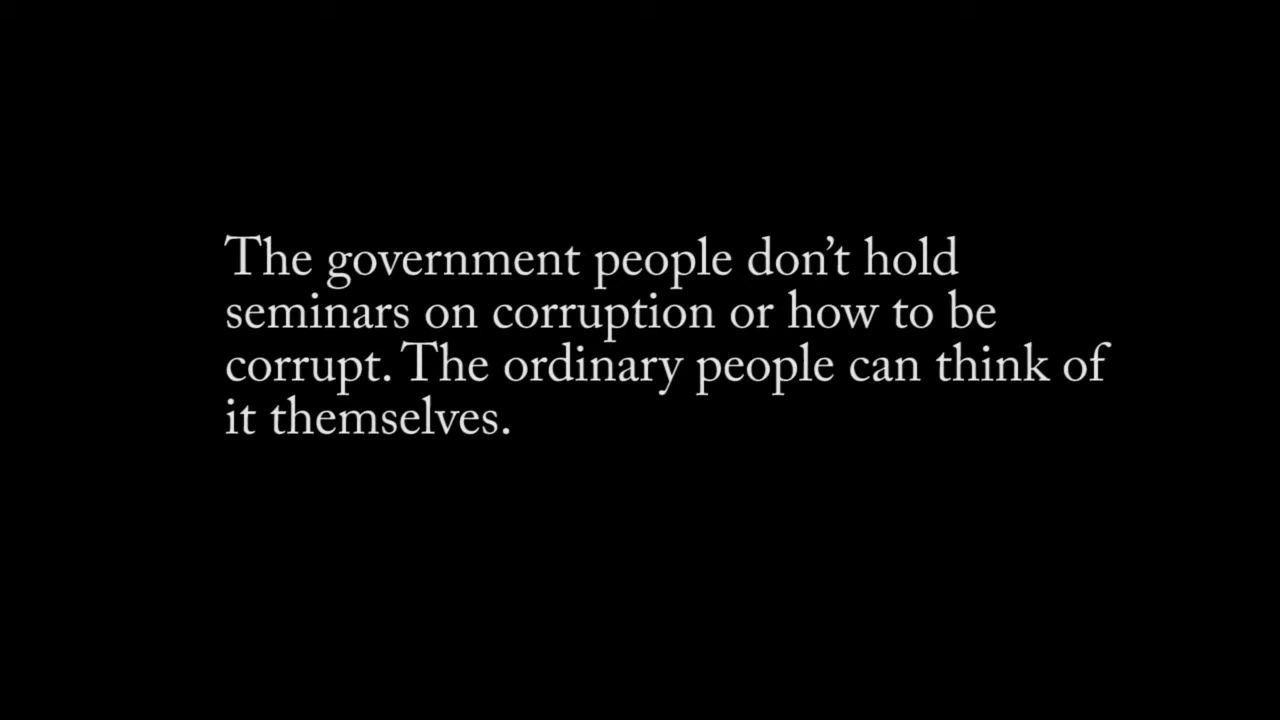 The government people don’t hold
seminars on corruption or how to be
corrupt. The ordinary people can think of
it themselves.